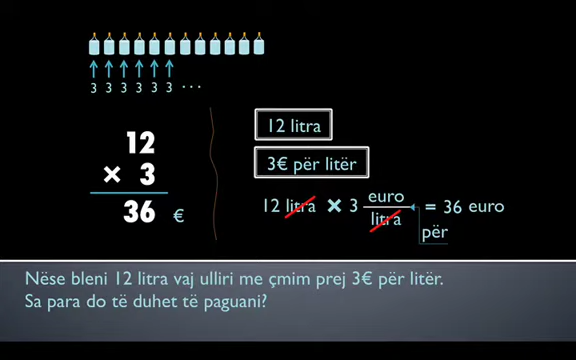 3 3 3 3 3 3 ...
12
× 3
36 €
12 litra
3€ për litër
12 litra × 3 euro
litra = 36 euro
për
Nëse bleni 12 litra vaj ulliri me çmim prej 3€ për litër.
Sa para do të duhet të paguani?